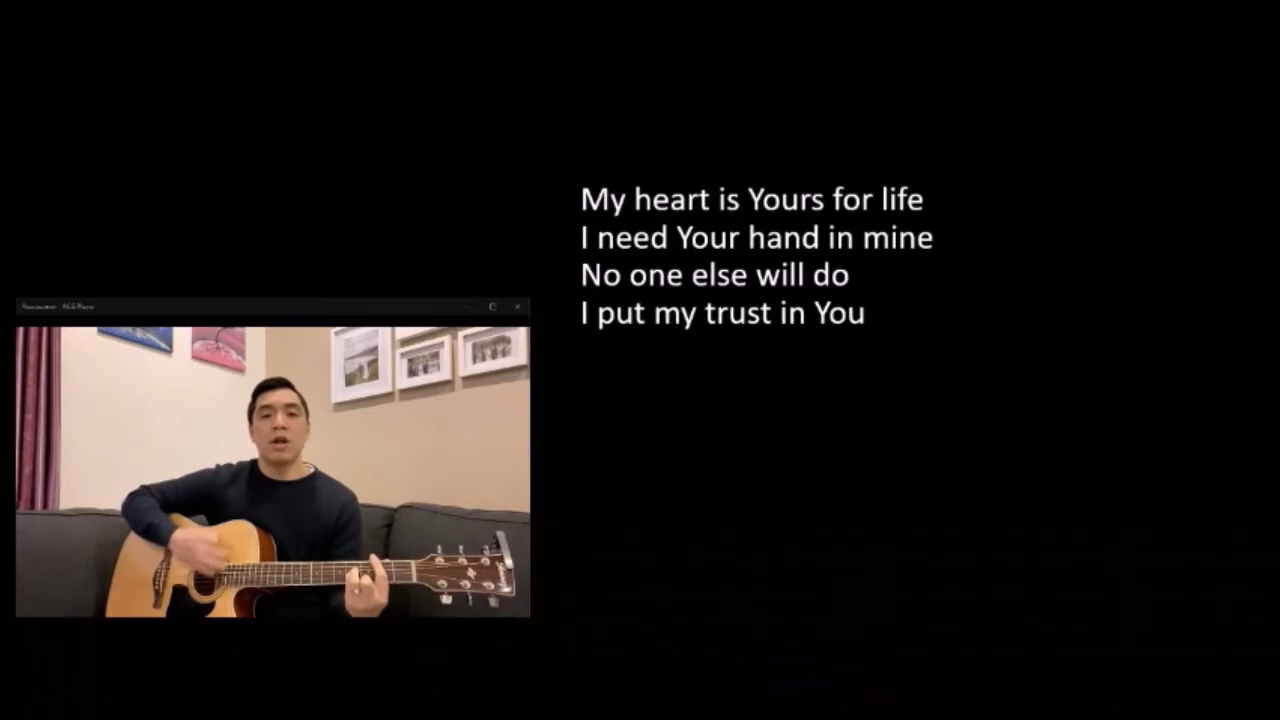 My heart is Yours for life
I need Your hand in mine
No one else will do
I put my trust in You